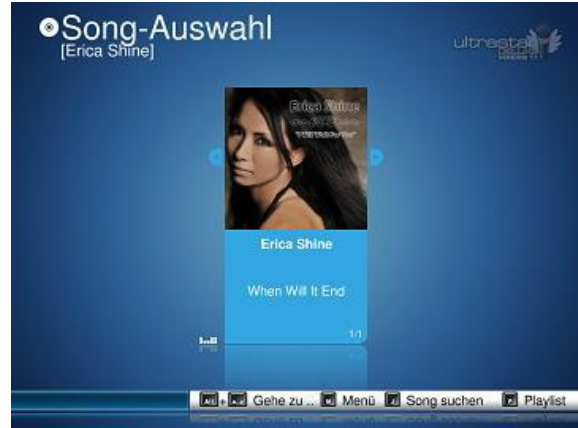 Song-Auswahl
[Erica Shine]
ultrastar
Erica Shine
Erica Shine
When Will It End
1/1
+ Gehe zu .. Menü Song suchen Playlist